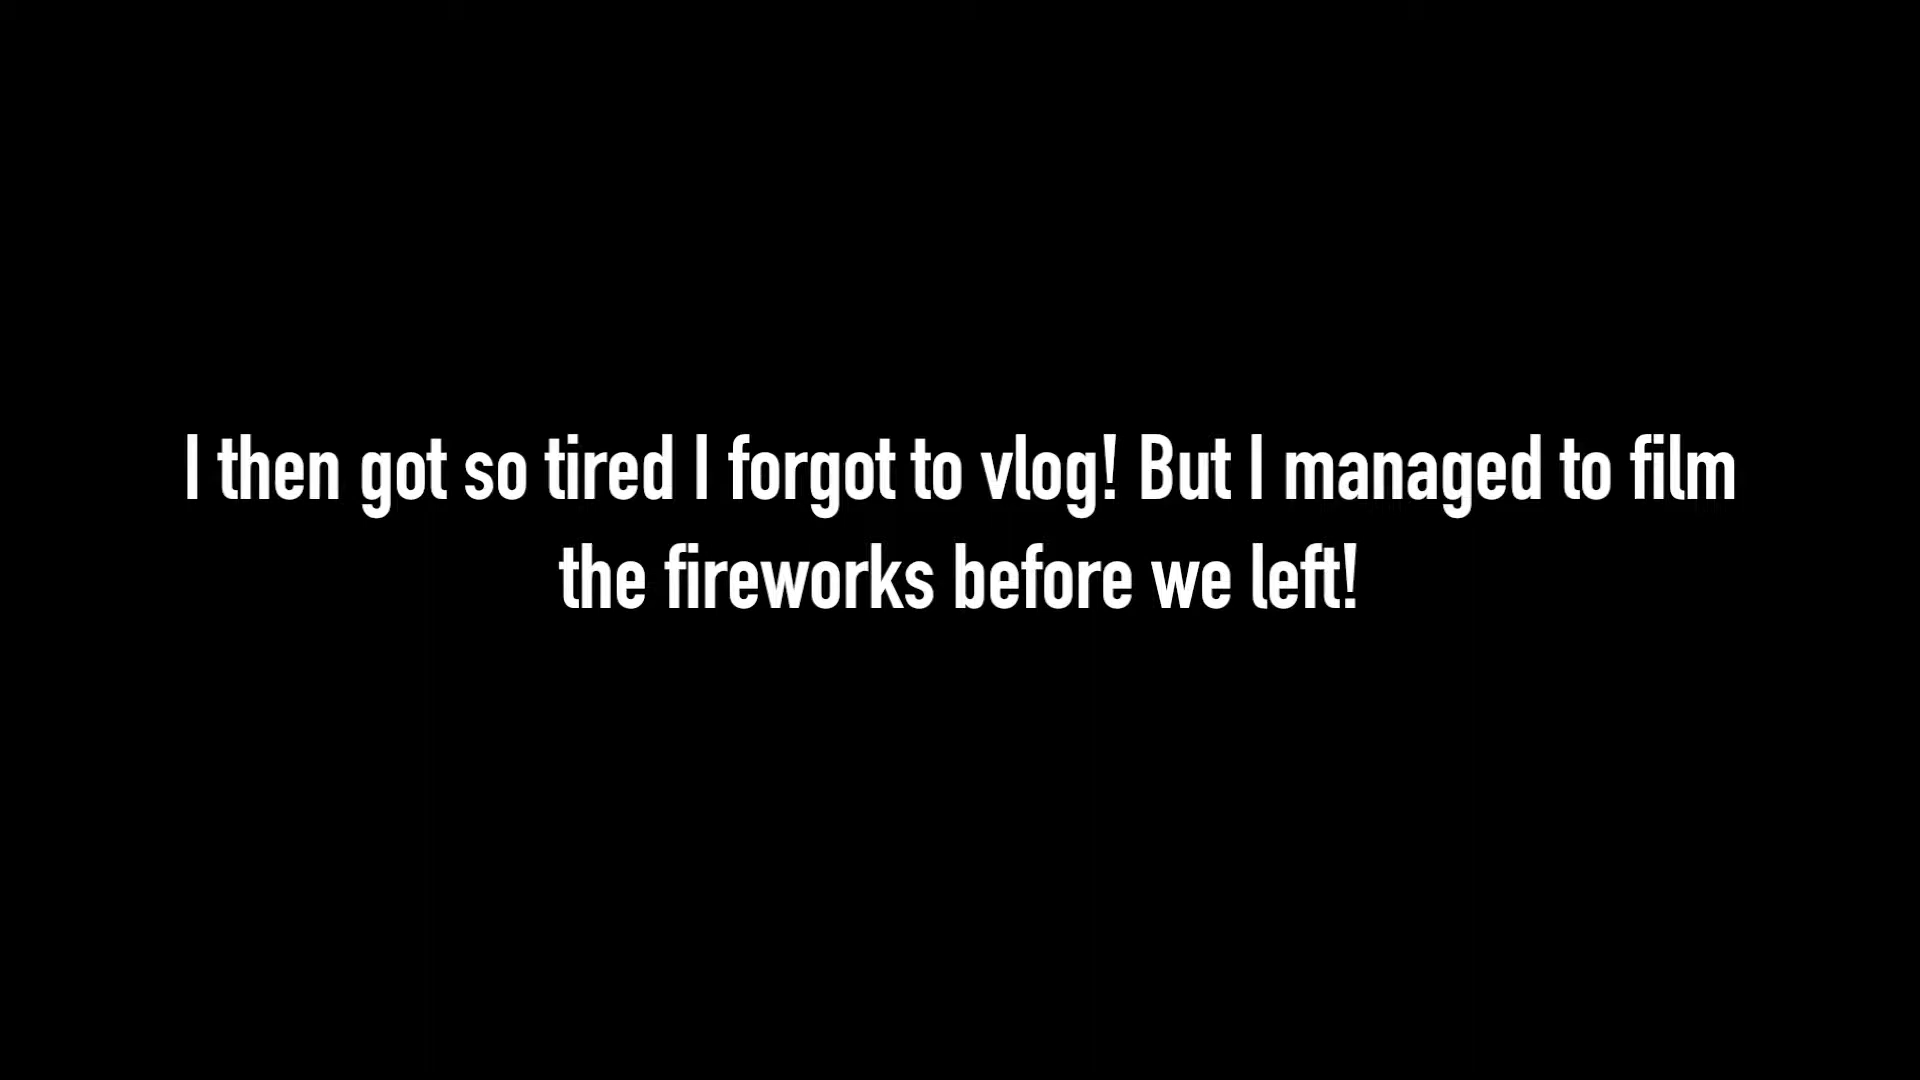 I then got so tired I forgot to vlog! But I managed to film
the fireworks before we left!